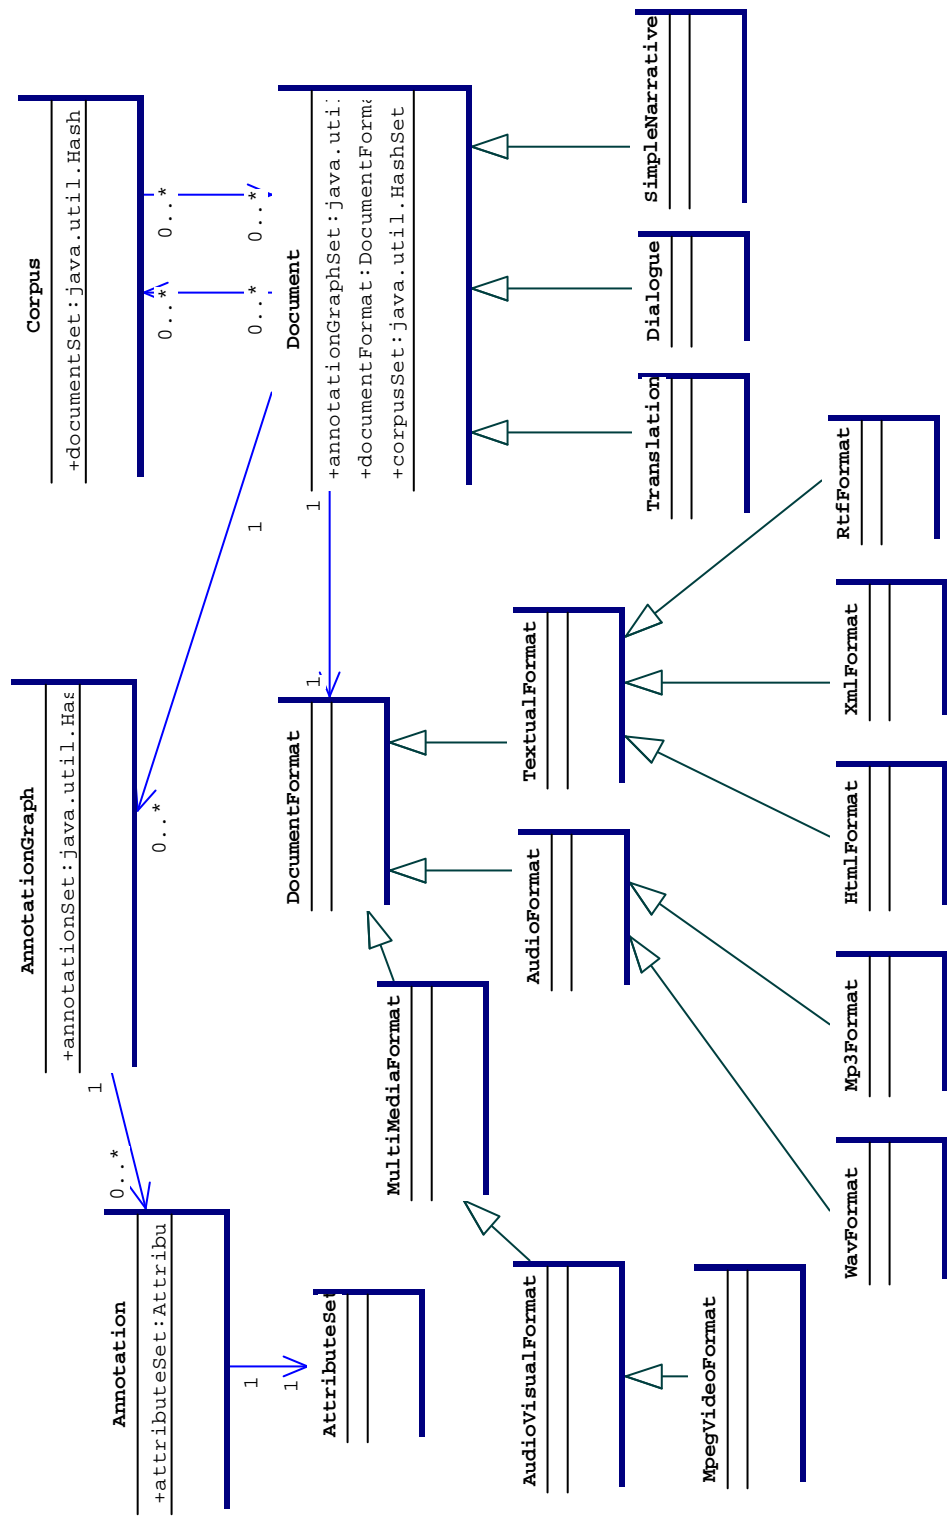 AnnotationGraph
+annotationSet:java.util.Has
Corpus
+documentSet:java.util.Hash
1
0..*
0..*
0..*
0..*
Annotation
+attributeSet:Attribu
0..*
1
0..*
0..*
1
1
Document
+annotationGraphSet:java.uti
+documentFormat:DocumentForma
+corpusSet:java.util.HashSet
1
1
DocumentFormat
AttributeSet
MultiMediaFormat
AudioVisualFormat
AudioFormat
TextualFormat
Translation
Dialogue
SimpleNarrative
MpegVideoFormat
WavFormat
Mp3Format
HtmlFormat
XmlFormat
RtfFormat